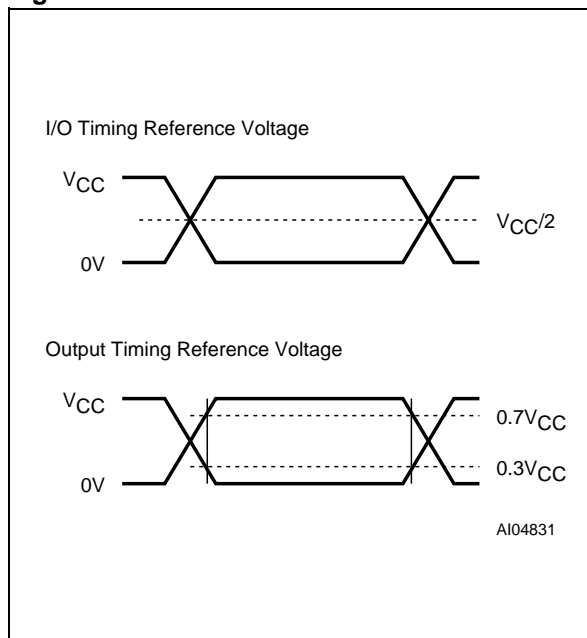 I/O Timing Reference Voltage
VCC
VCC/2
0V
Output Timing Reference Voltage
VCC
0.7VCC
0.3VCC
0V
AI04831